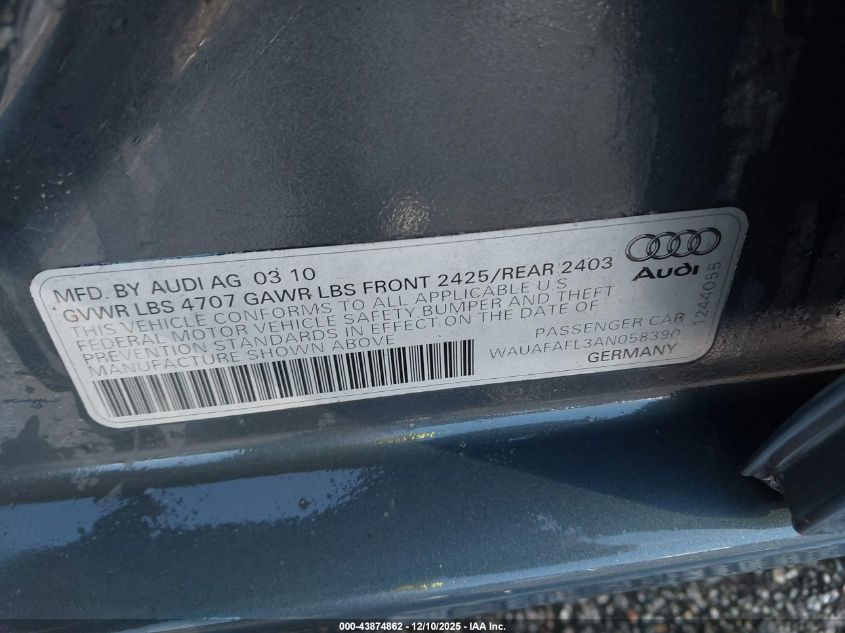 MFD. BY AUDI AG 03 10
GVWR LBS 4707 GAWR LBS FRONT 2425/REAR 2403
THIS VEHICLE CONFORMS TO ALL APPLICABLE U S
FEDERAL MOTOR VEHICLE SAFETY BUMPER AND THEFT
PREVENTION STANDARDS IN EFFECT ON THE DATE OF
MANUFACTURE SHOWN ABOVE
PASSENGER CAR
WAUAFAFL3AN058390
GERMANY
Audi
1244055
000-43874862 - 12/10/2025 - IAA Inc.